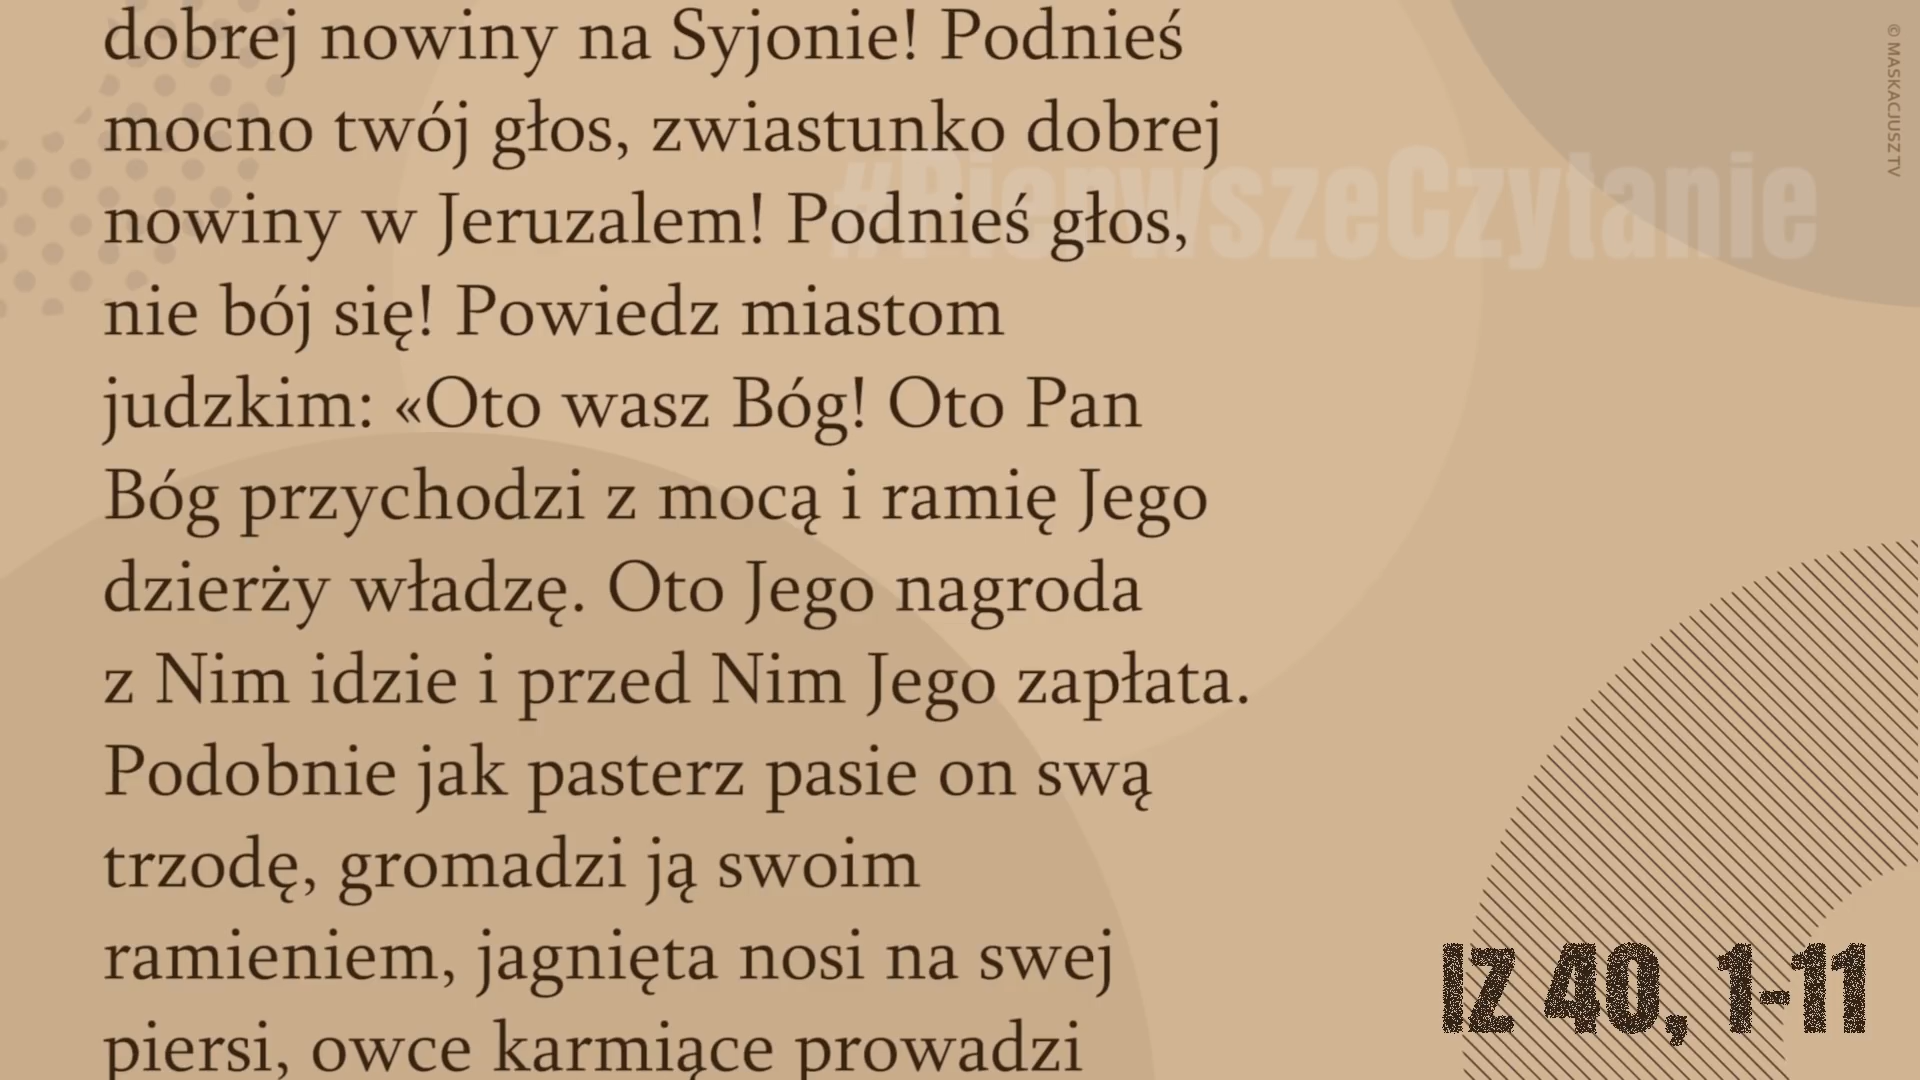 dobrej nowiny na Syjonie! Podnieś
mocno twój głos, zwiastunko dobrej
nowiny w Jeruzalem! Podnieś głos,
nie bój się! Powiedz miastom
judzkim: «Oto wasz Bóg! Oto Pan
Bóg przychodzi z mocą i ramię Jego
dzierży władzę. Oto Jego nagroda
z Nim idzie i przed Nim Jego zapłata.
Podobnie jak pasterz pasie on swą
trzodę, gromadzi ją swoim
ramieniem, jagnięta nosi na swej
piersi, owce karmiące prowadzi
#PierwszeCzytanie
© MASKACJUSZ TV
IZ 40, 1-11